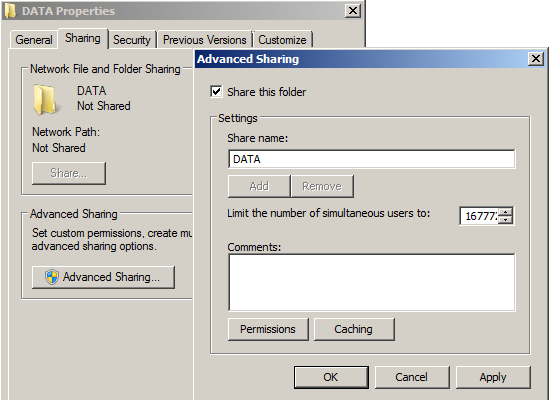 DATA Properties
General
Sharing
Security
Previous Versions
Customize
Network File and Folder Sharing
DATA
Not Shared
Network Path:
Not Shared
Share...
Advanced Sharing
Set custom permissions, create
advanced sharing options.
Advanced Sharing...
Advanced Sharing
Share this folder
Settings
Share name:
DATA
Add
Remove
Limit the number of simultaneous users to:
16777
Comments:
Permissions
Caching
OK
Cancel
Apply